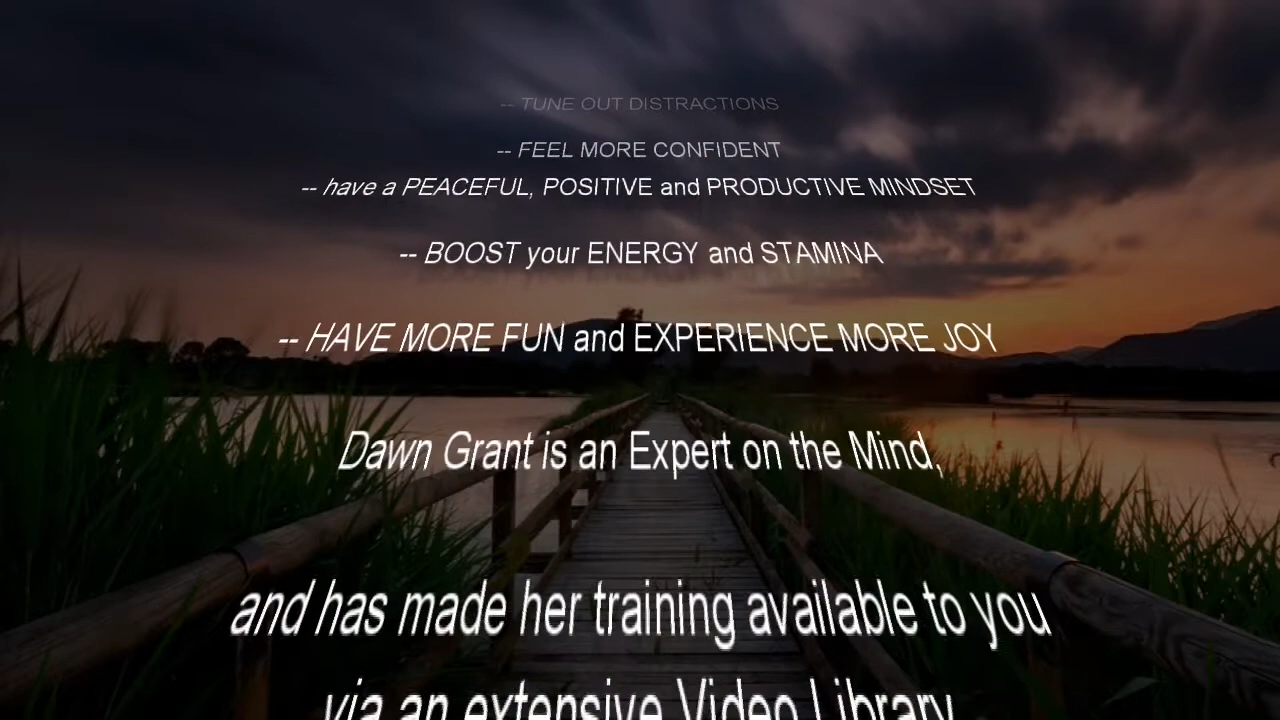 -- TUNE OUT DISTRACTIONS
-- FEEL MORE CONFIDENT
-- have a PEACEFUL, POSITIVE and PRODUCTIVE MINDSET
-- BOOST your ENERGY and STAMINA
-- HAVE MORE FUN and EXPERIENCE MORE JOY
Dawn Grant is an Expert on the Mind,
and has made her training available to you
via an extensive Video Library